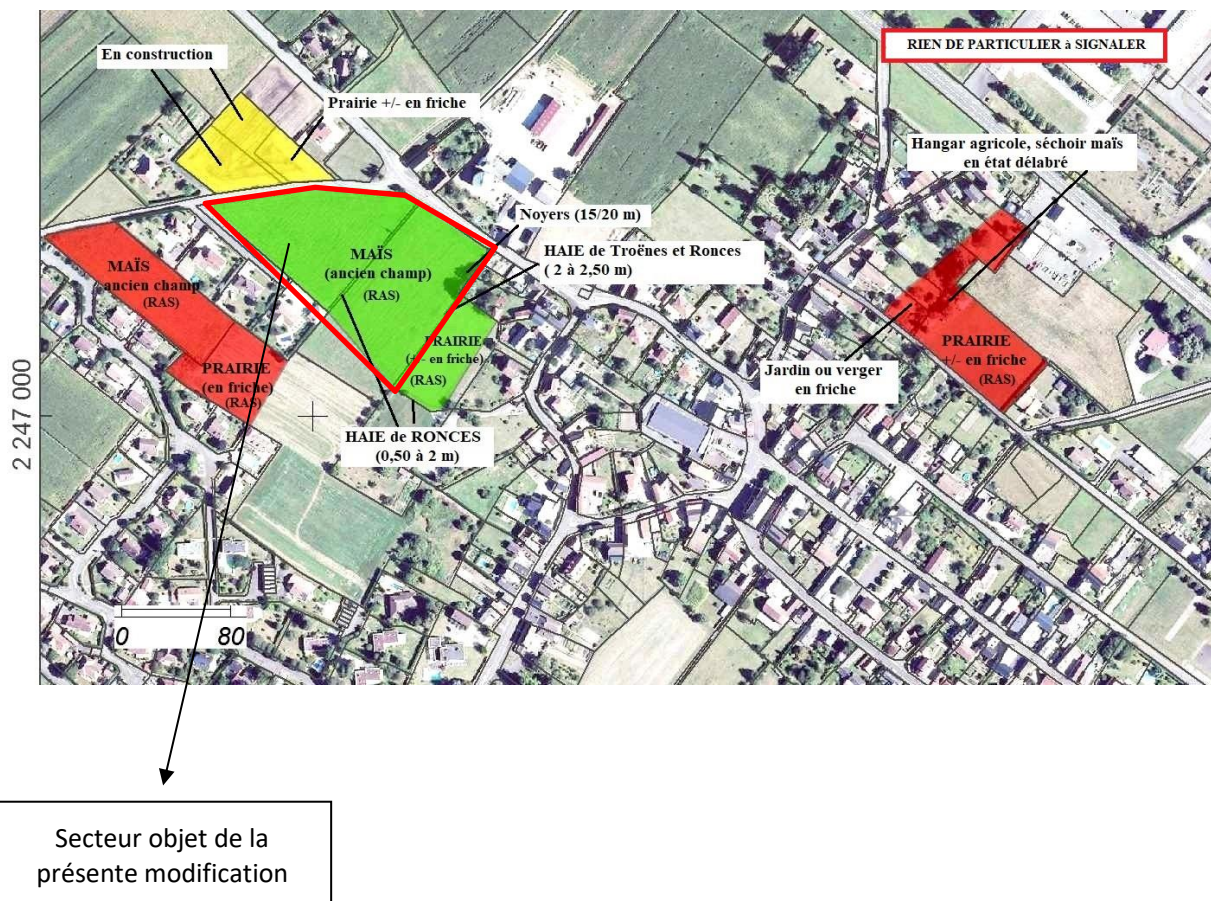 En construction
RIEN DE PARTICULIER à SIGNALER
Prairie +/- en friche
Hangar agricole, séchoir maïs
en état délabré
Noyers (15/20 m)
HAIE de Troënes et Ronces
( 2 à 2,50 m)
MAÏS
(ancien champ)
(RAS)
MAÏS
ancien champ
(RAS)
PRAIRIE
(+/- en friche)
(RAS)
PRAIRIE
+/- en friche
(RAS)
PRAIRIE
(en friche)
(RAS)
Jardin ou verger
en friche
2 247 000
HAIE de RONCES
(0,50 à 2 m)
0 80
Secteur objet de la
présente modification